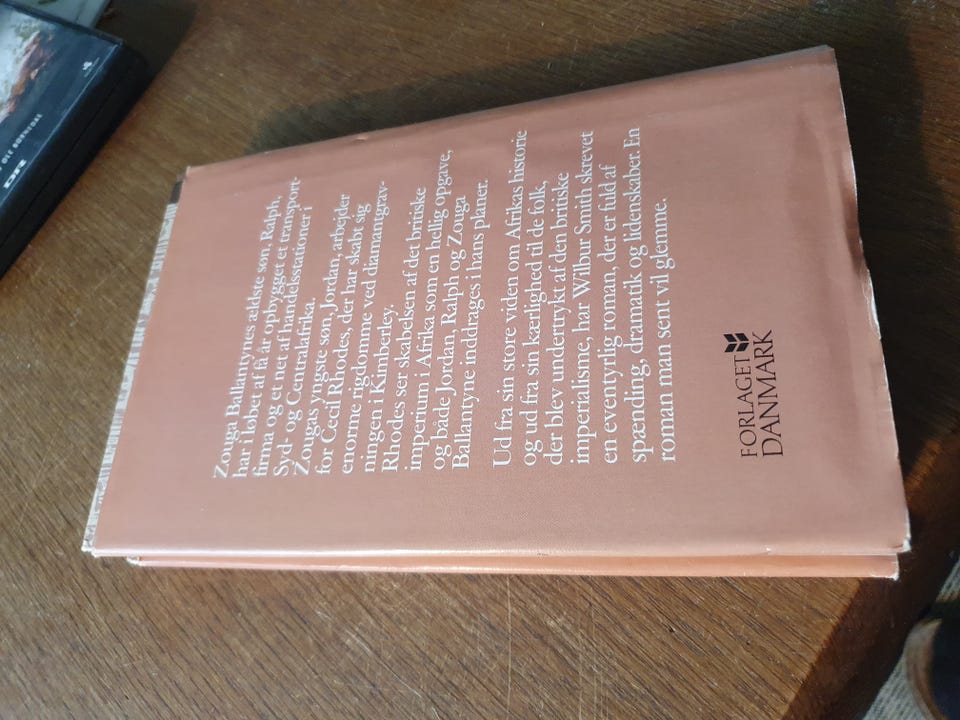 Zouga Ballantynes ældste søn, Ralph,
har i løbet af få år opbygget et transport-
firma og et net af handelsstationer i
Syd- og Centralafrika.
Zougas yngste søn, Jordan, arbejder
for Cecil Rhodes, der har skabt sig
enorme rigdomme ved diamantgrav-
ningen i Kimberley.
Rhodes ser skabelsen af det britiske
imperium i Afrika som en hellig opgave,
og både Jordan, Ralph og Zouga
Ballantyne inddrages i hans planer.
Ud fra sin store viden om Afrikas historie
og ud fra sin kærlighed til de folk,
der blev undertrykt af den britiske
imperialisme, har Wilbur Smith skrevet
en eventyrlig roman, der er fuld af
spænding, dramatik og lidenskaber. En
roman man sent vil glemme.
FORLAGET
DANMARK